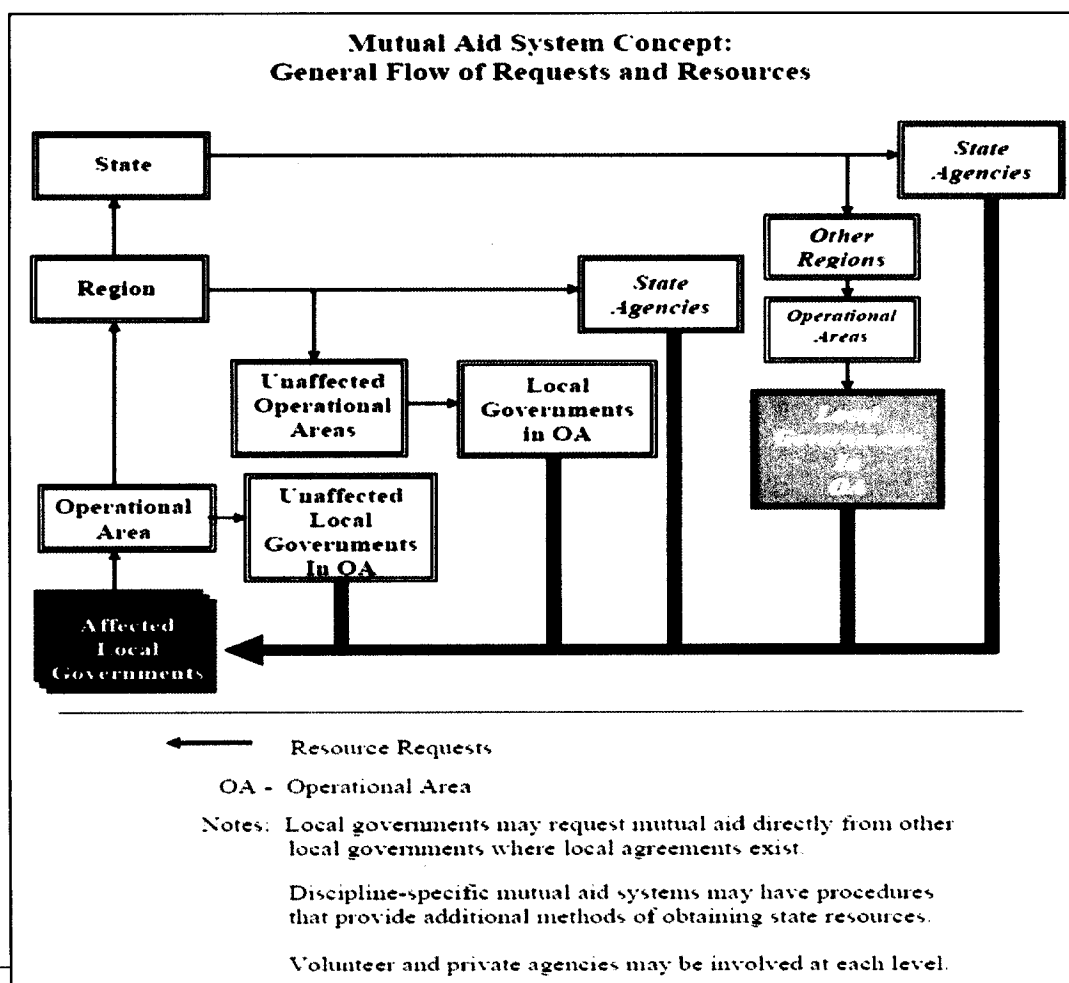 Mutual Aid System Concept:
General Flow of Requests and Resources
State
State
Agencies
Other
Regions
Region
State
Agencies
Operational
Areas
Unaffected
Operational
Areas
Local
Governments
in OA
Local
Governments
In
OA
Operational
Area
Unaffected
Local
Governments
In OA
Affected
Local
Governments
Resource Requests
OA - Operational Area
Notes: Local governments may request mutual aid directly from other
local governments where local agreements exist.
Discipline-specific mutual aid systems may have procedures
that provide additional methods of obtaining state resources.
Volunteer and private agencies may be involved at each level.